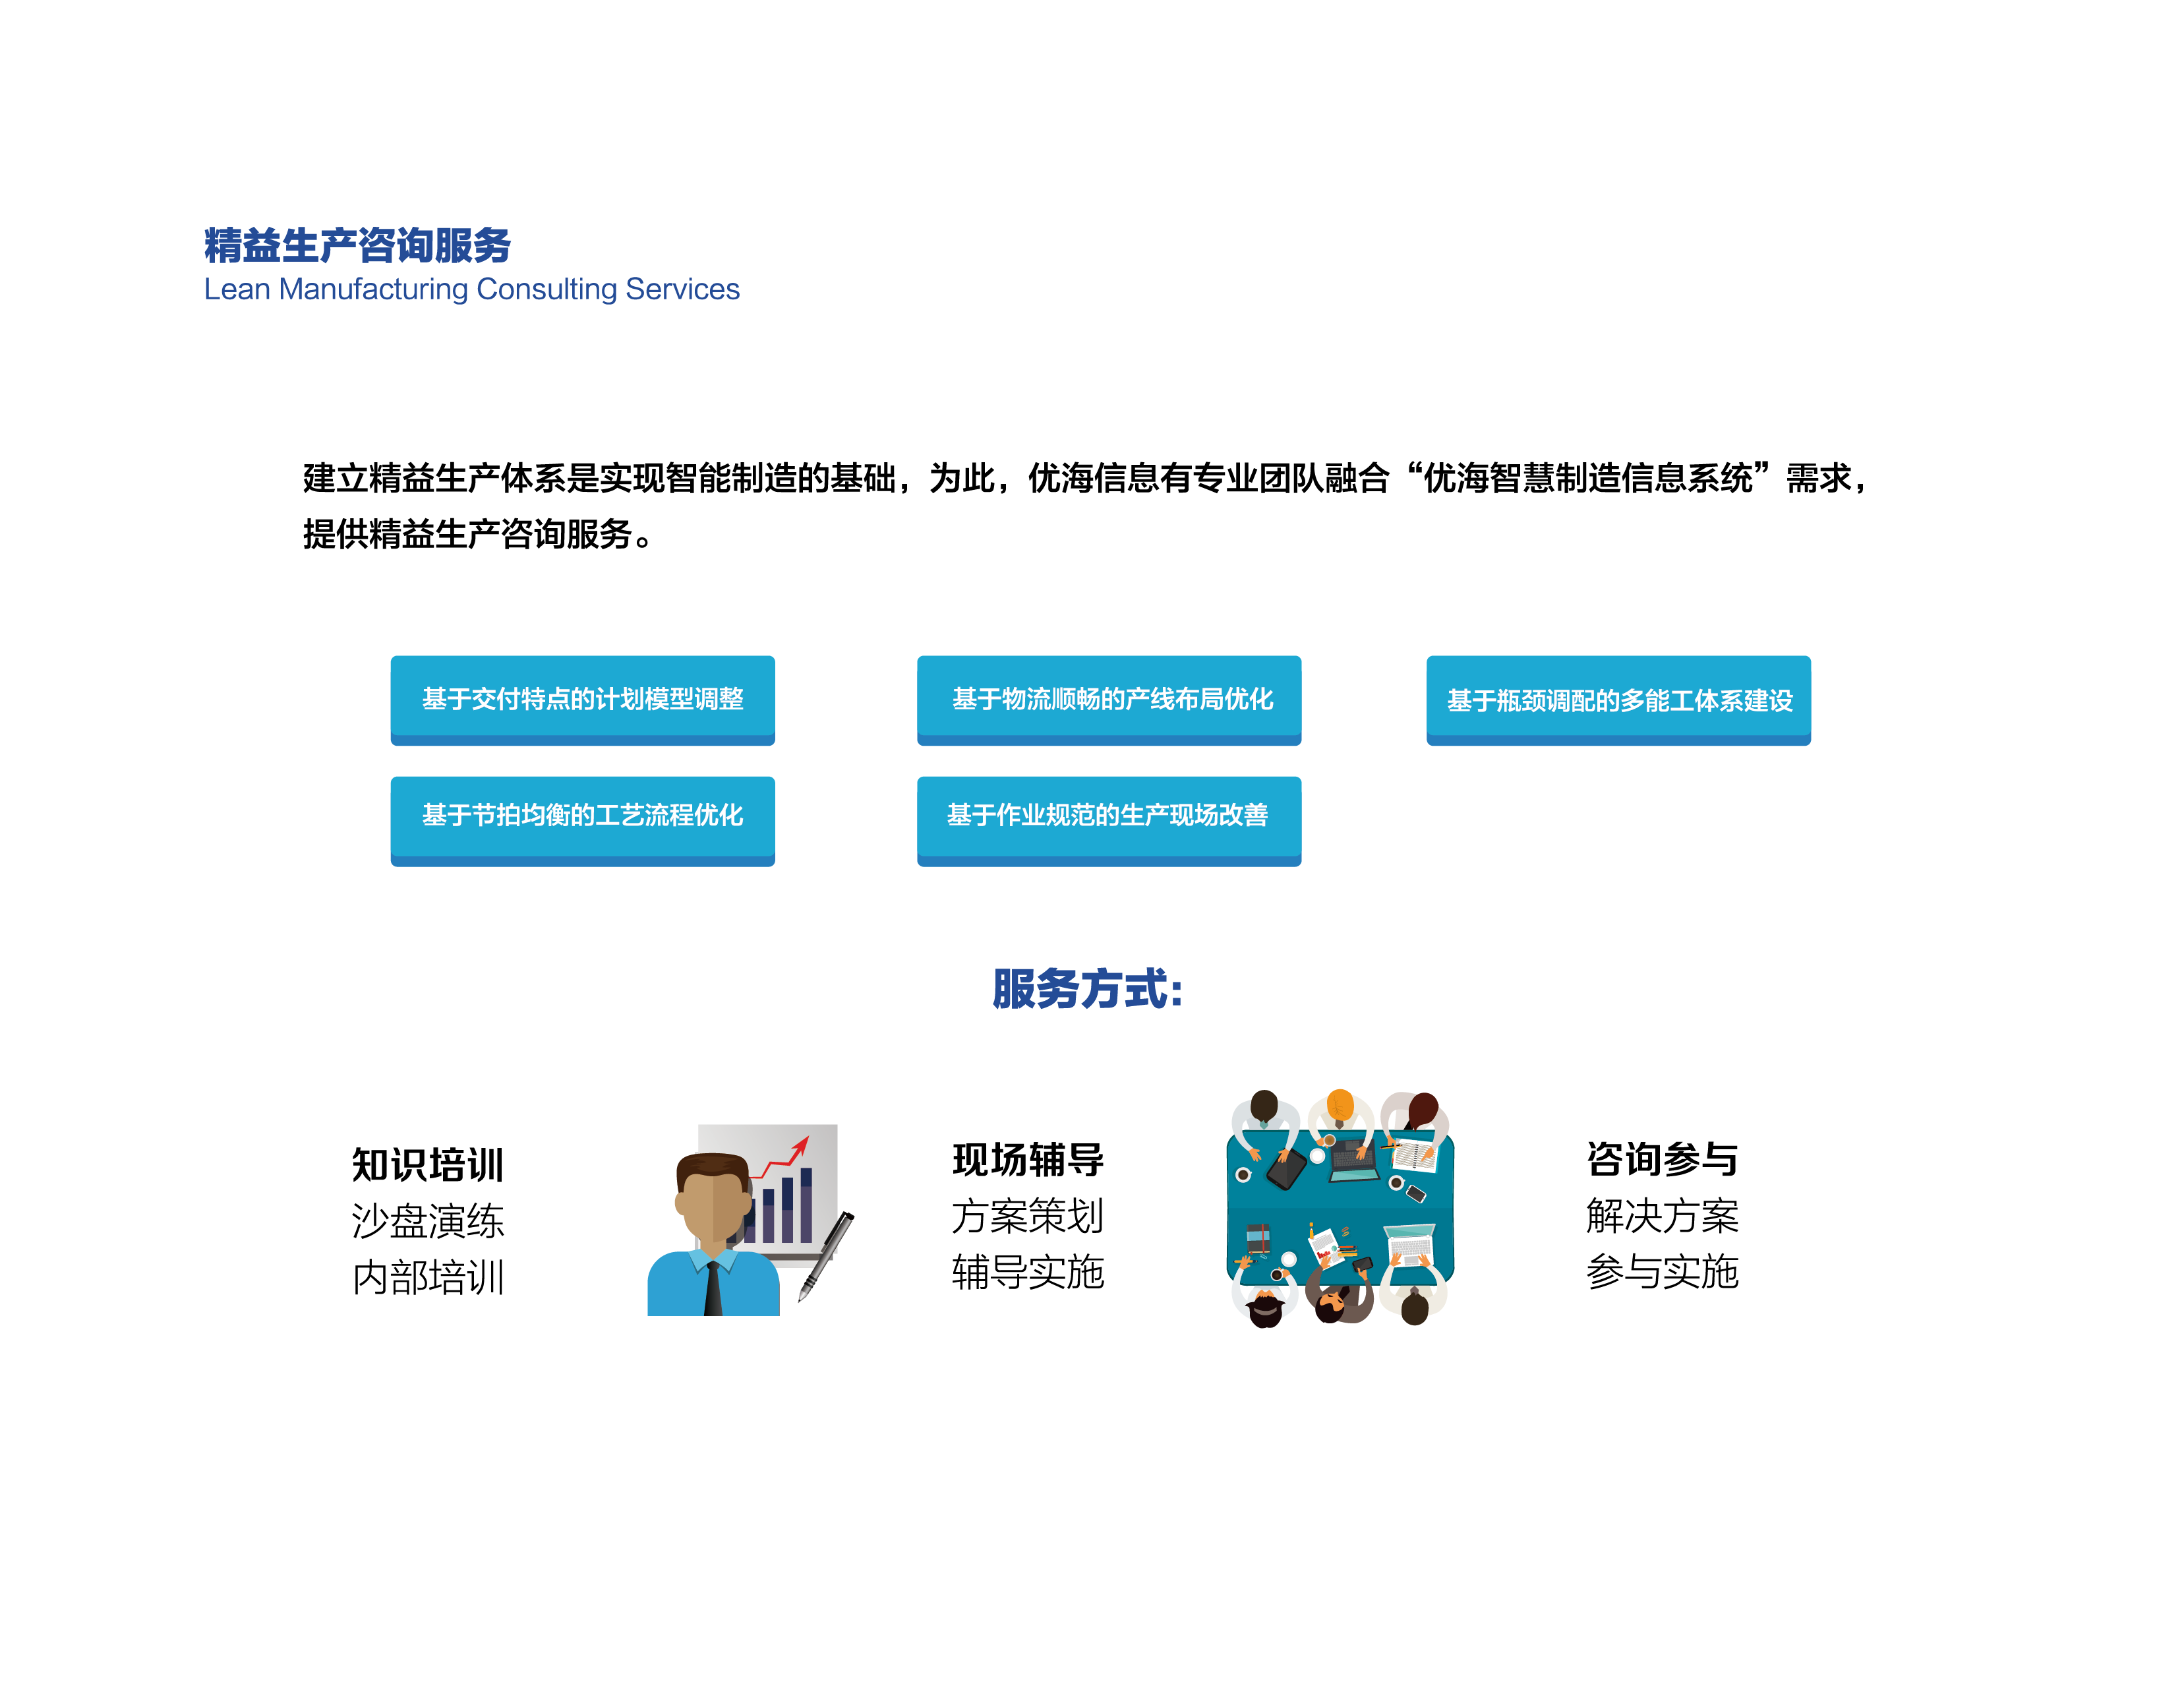 精益生产咨询服务
Lean Manufacturing Consulting Services
建立精益生产体系是实现智能制造的基础，为此，优海信息有专业团队融合“优海智慧制造信息系统”需求，
提供精益生产咨询服务。
基于交付特点的计划模型调整
基于物流顺畅的产线布局优化
基于瓶颈调配的多能工体系建设
基于节拍均衡的工艺流程优化
基于作业规范的生产现场改善
服务方式:
知识培训
沙盘演练
内部培训
现场辅导
方案策划
辅导实施
咨询参与
解决方案
参与实施